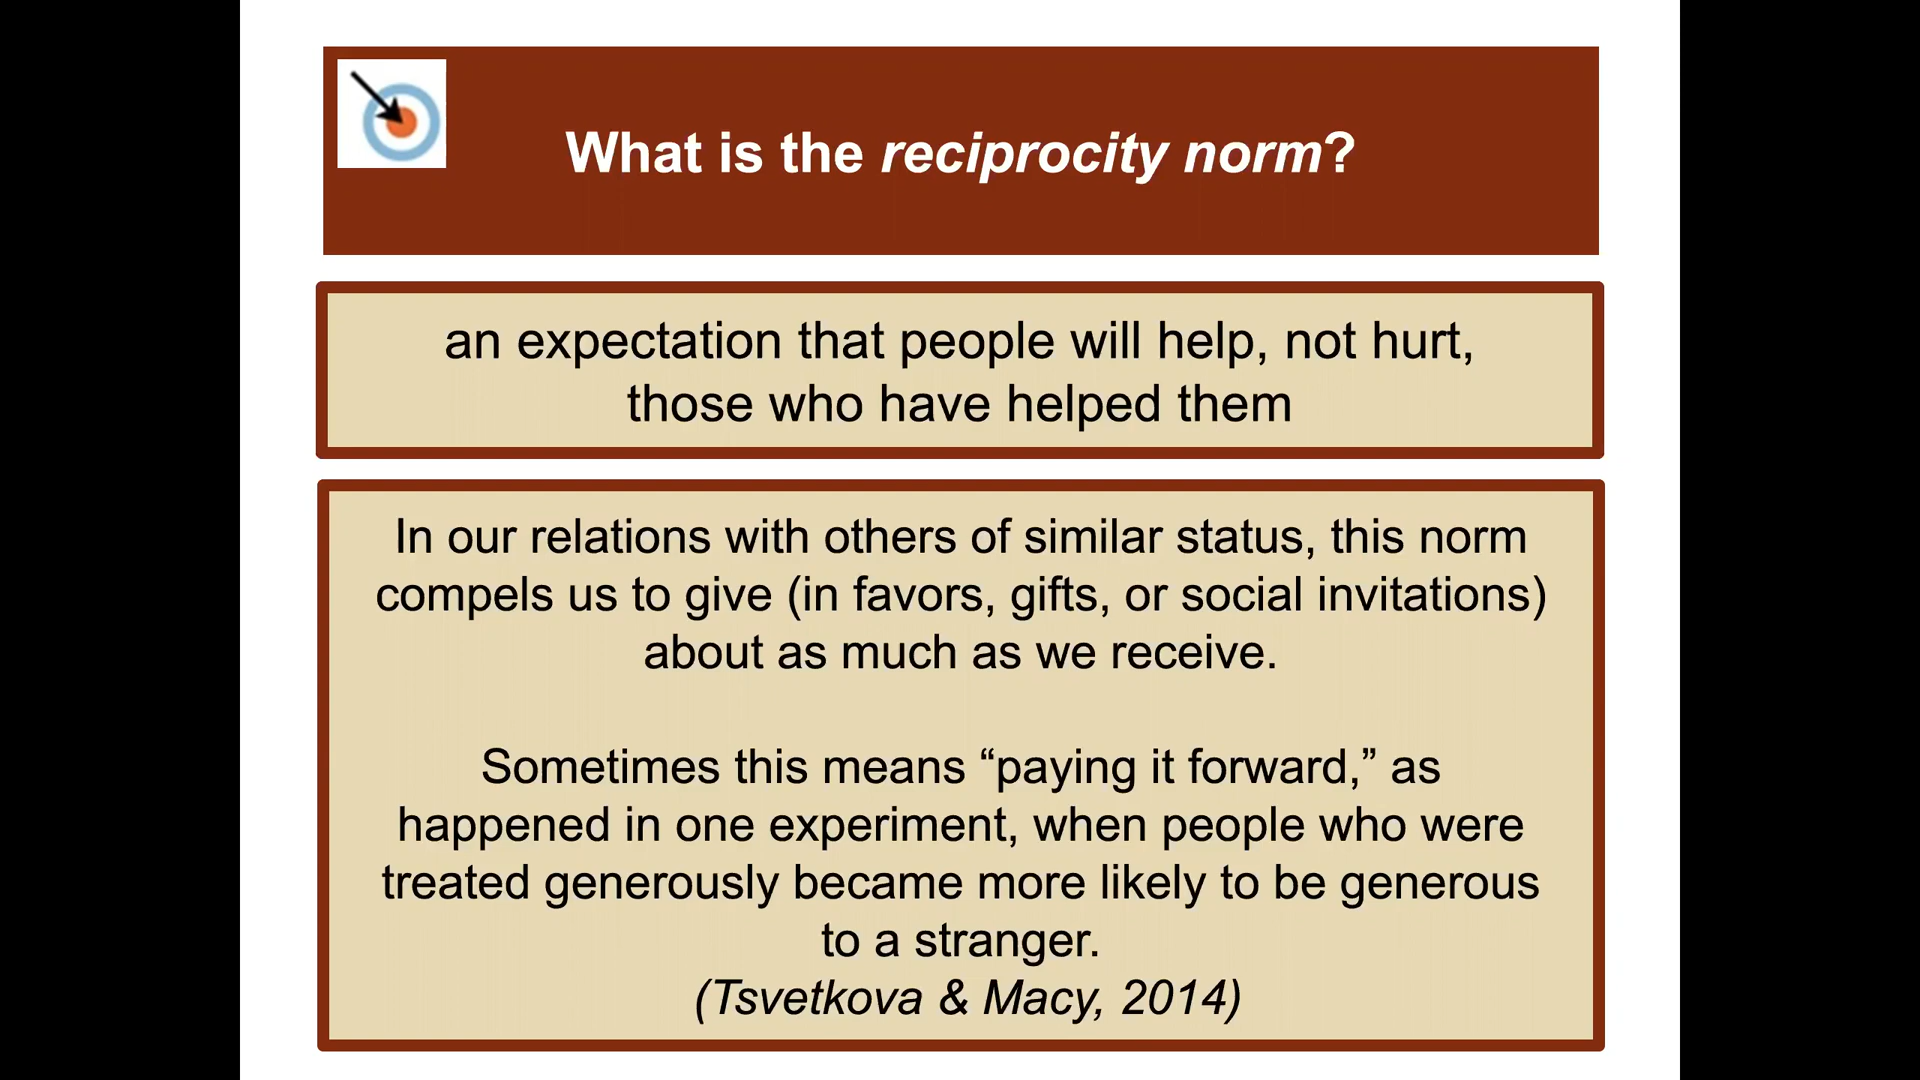 What is the reciprocity norm?
an expectation that people will help, not hurt,
those who have helped them
In our relations with others of similar status, this norm
compels us to give (in favors, gifts, or social invitations)
about as much as we receive.
Sometimes this means “paying it forward,” as
happened in one experiment, when people who were
treated generously became more likely to be generous
to a stranger.
(Tsvetkova & Macy, 2014)